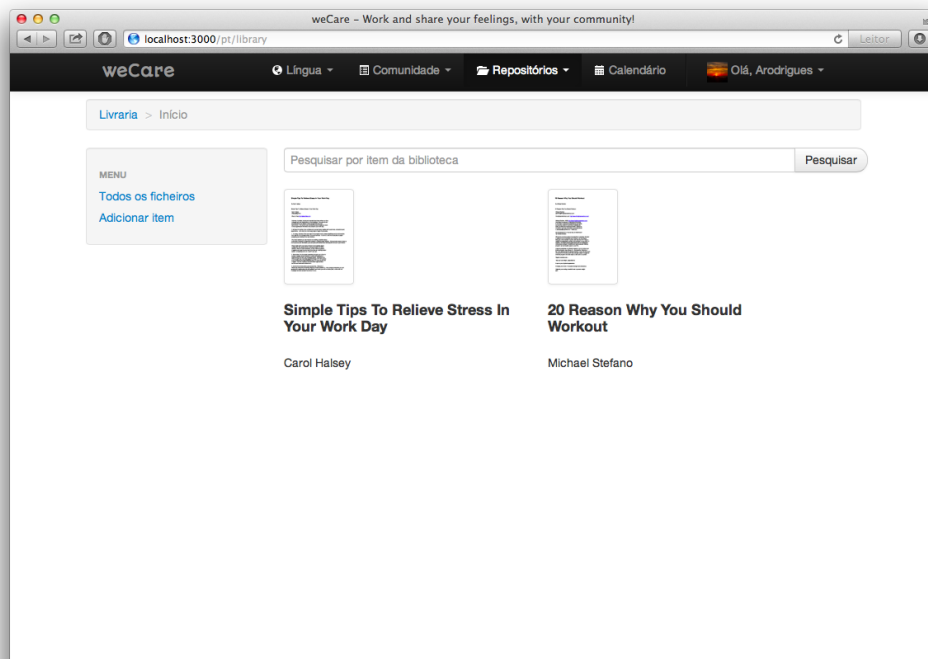 weCare – Work and share your feelings, with your community!
localhost:3000/pt/library
Leitor
weCare
Língua
Comunidade
Repositórios
Calendário
Olá, Arodrigues
Livraria > Início
MENU
Todos os ficheiros
Adicionar item
Pesquisar por item da biblioteca
Pesquisar
Simple Tips To Relieve Stress In
Your Work Day
Carol Halsey
20 Reason Why You Should
Workout
Michael Stefano